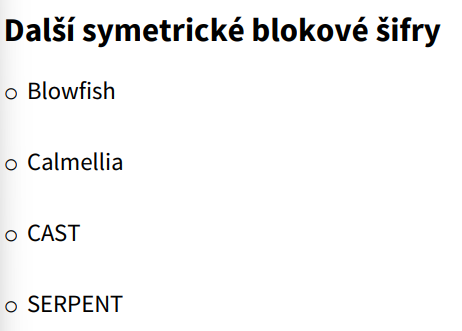 Další symetrické blokové šifry
○ Blowfish
○ Calmellia
○ CAST
○ SERPENT